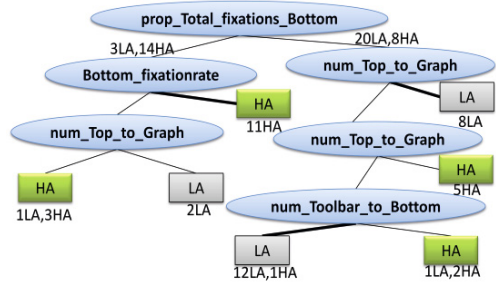 prop_Total_fixations_Bottom
3LA,14HA
20LA,8HA
Bottom_fixationrate
num_Top_to_Graph
HA
11HA
LA
8LA
num_Top_to_Graph
num_Top_to_Graph
HA
1LA,3HA
LA
2LA
HA
5HA
num_Toolbar_to_Bottom
LA
12LA,1HA
HA
1LA,2HA